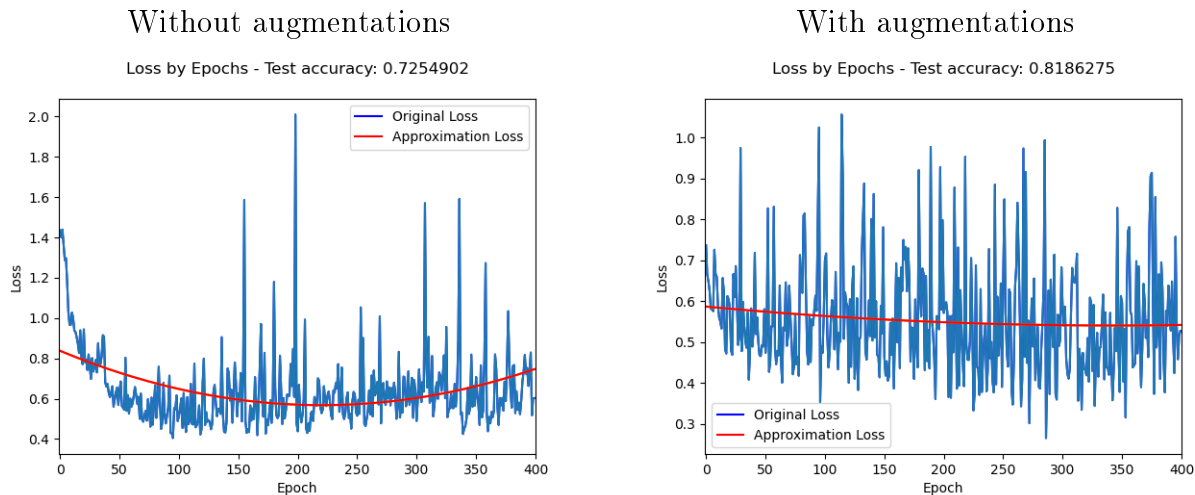 Without augmentations
Loss by Epochs - Test accuracy: 0.7254902
2.0
1.8
1.6
1.4
1.2
1.0
0.8
0.6
0.4
Loss
Original Loss
Approximation Loss
0 50 100 150 200 250 300 350 400
Epoch
With augmentations
Loss by Epochs - Test accuracy: 0.8186275
1.0
0.9
0.8
0.7
0.6
0.5
0.4
0.3
Loss
Original Loss
Approximation Loss
0 50 100 150 200 250 300 350 400
Epoch